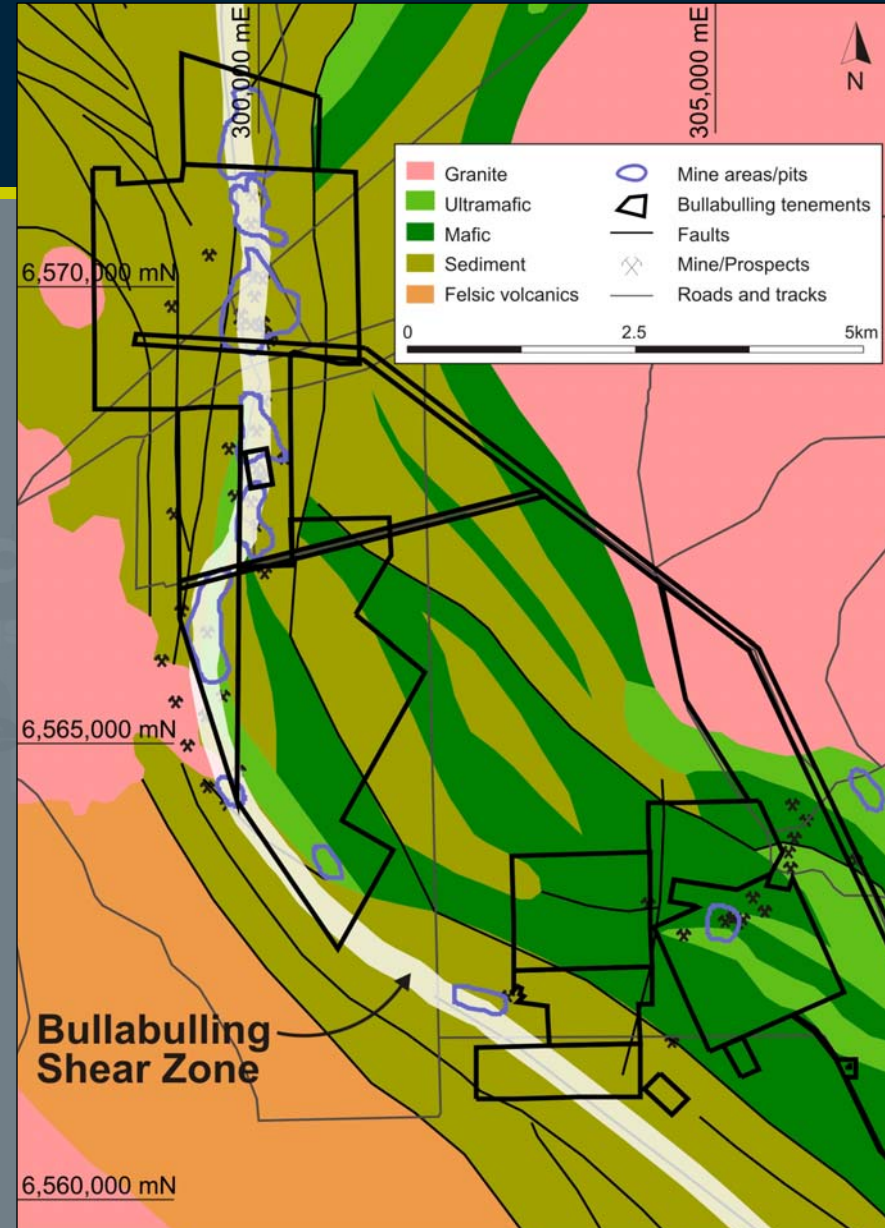 300,000 mE
305,000 mE
N
Granite
Ultramafic
Mafic
Sediment
Felsic volcanics
Mine areas/pits
Bullabulling tenements
Faults
Mine/Prospects
Roads and tracks
0 2.5 5km
6,570,000 mN
6,565,000 mN
Bullabulling
Shear Zone
6,560,000 mN